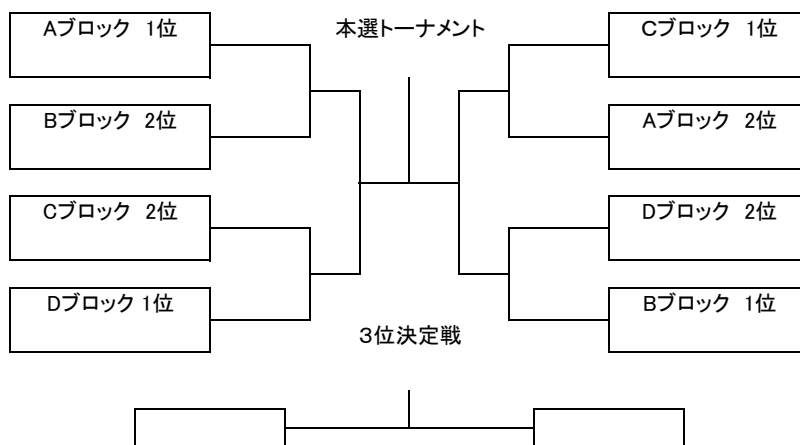 本選トーナメント
Aブロック 1位
Bブロック 2位
Cブロック 2位
Dブロック 1位
Cブロック 1位
Aブロック 2位
Dブロック 2位
Bブロック 1位
3位決定戦